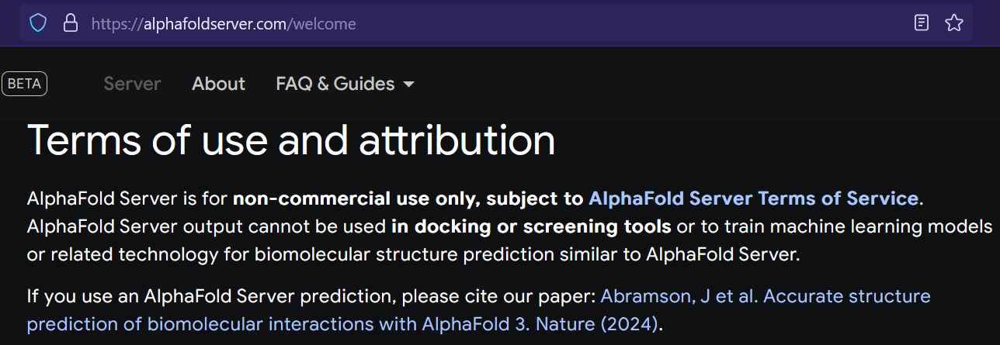 https://alphafoldserver.com/welcome
BETA Server About FAQ & Guides
Terms of use and attribution
AlphaFold Server is for non-commercial use only, subject to AlphaFold Server Terms of Service.
AlphaFold Server output cannot be used in docking or screening tools or to train machine learning models
or related technology for biomolecular structure prediction similar to AlphaFold Server.
If you use an AlphaFold Server prediction, please cite our paper: Abramson, J et al. Accurate structure
prediction of biomolecular interactions with AlphaFold 3. Nature (2024).